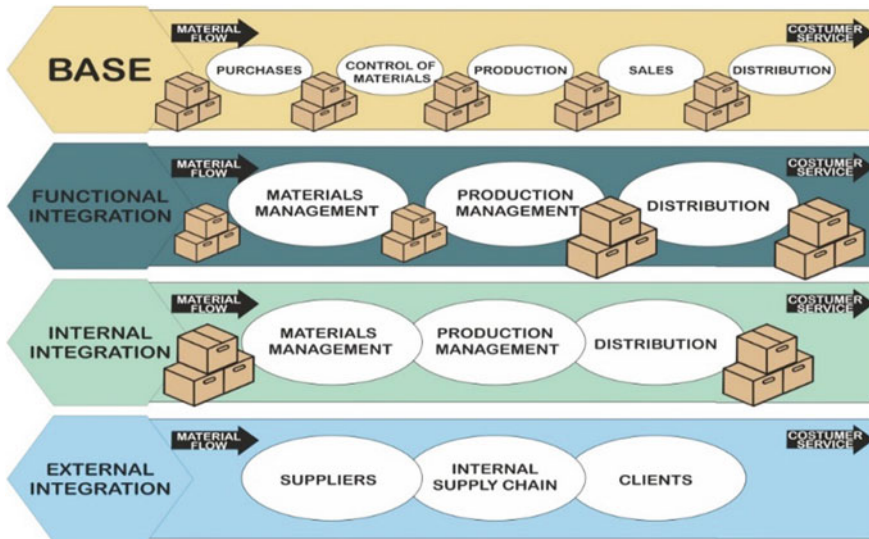 MATERIAL
FLOW
COSTUMER
SERVICE
BASE
PURCHASES
CONTROL OF
MATERIALS
PRODUCTION
SALES
DISTRIBUTION
MATERIAL
FLOW
COSTUMER
SERVICE
FUNCTIONAL
INTEGRATION
MATERIALS
MANAGEMENT
PRODUCTION
MANAGEMENT
DISTRIBUTION
MATERIAL
FLOW
COSTUMER
SERVICE
INTERNAL
INTEGRATION
MATERIALS
MANAGEMENT
PRODUCTION
MANAGEMENT
DISTRIBUTION
MATERIAL
FLOW
COSTUMER
SERVICE
EXTERNAL
INTEGRATION
SUPPLIERS
INTERNAL
SUPPLY CHAIN
CLIENTS